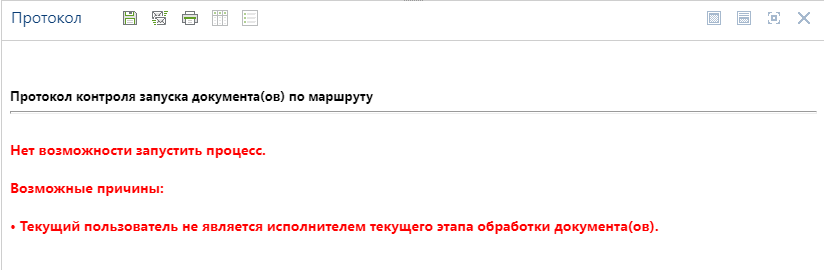 Протокол
Протокол контроля запуска документа(ов) по маршруту
Нет возможности запустить процесс.
Возможные причины:
• Текущий пользователь не является исполнителем текущего этапа обработки документа(ов).